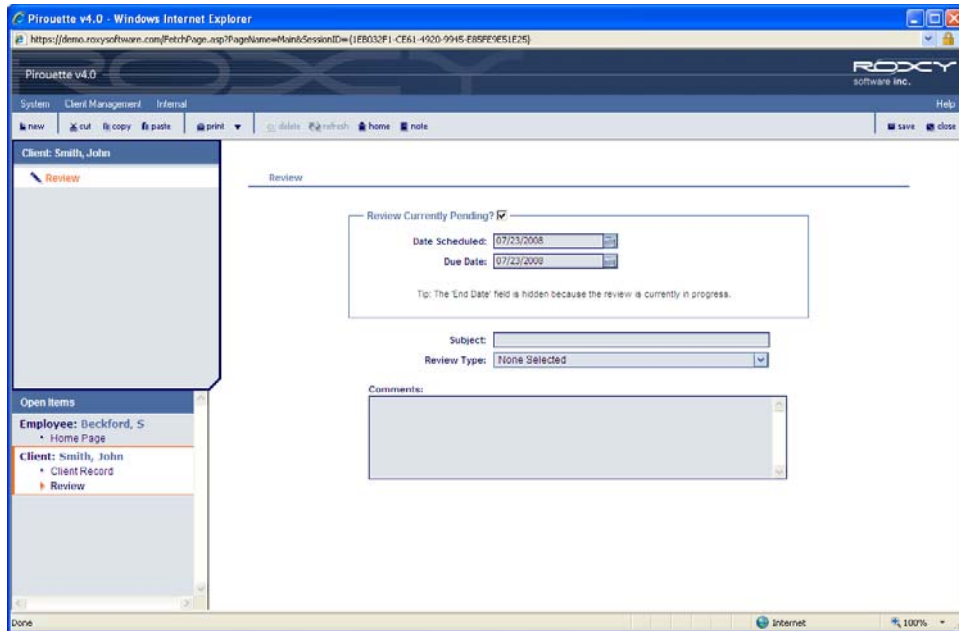 Pirouette v4.0 - Windows Internet Explorer
https://demo.roxysoftware.com/FetchPage.asp?PageName=Main&SessionID={1EB032F1-CE61-4920-9945-E85FE9E51E25}
Pirouette v4.0
ROXY
software inc.
System Client Management Internal Help
new cut copy paste print delete refresh home note save close
Client: Smith, John
Review
Review
Review Currently Pending?
Date Scheduled: 07/23/2008
Due Date: 07/23/2008
Tip: The 'End Date' field is hidden because the review is currently in progress.
Subject:
Review Type: None Selected
Comments:
Open Items
Employee: Beckford, S
• Home Page
Client: Smith, John
• Client Record
Review
Done Internet 100%